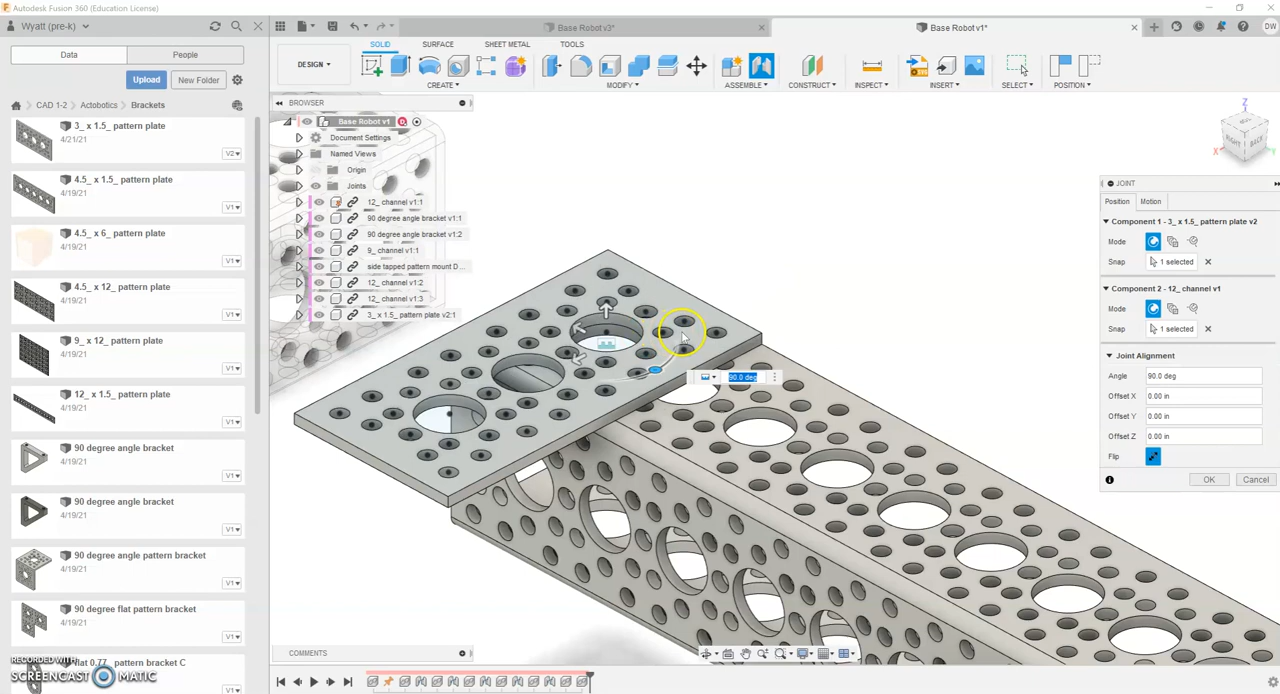 Autodesk Fusion 360 (Education License)
Wyatt (pre-k)
Base Robot v3*
Base Robot v1*
DW
Data
People
Upload
New Folder
CAD 1-2
Actobotics
Brackets
3_ x 1.5_ pattern plate
4/21/21
V2
4.5_ x 1.5_ pattern plate
4/19/21
V1
4.5_ x 6_ pattern plate
4/19/21
V1
4.5_ x 12_ pattern plate
4/19/21
V1
9_ x 12_ pattern plate
4/19/21
V1
12_ x 1.5_ pattern plate
4/19/21
V1
90 degree angle bracket
4/19/21
V1
90 degree angle bracket
4/19/21
V1
90 degree angle pattern bracket
4/19/21
V1
90 degree flat pattern bracket
4/19/21
V1
flat 0.77_ pattern bracket C
RECORDED WITH
SCREENCAST MATIC
DESIGN
SOLID
SURFACE
SHEET METAL
TOOLS
CREATE
MODIFY
ASSEMBLE
CONSTRUCT
INSPECT
INSERT
SELECT
POSITION
BROWSER
Base Robot v1
Document Settings
Named Views
Origin
Joints
12_ channel v1:1
90 degree angle bracket v1:1
90 degree angle bracket v1:2
9_ channel v1:1
side tapped pattern mount D...
12_ channel v1:2
12_ channel v1:3
3_ x 1.5_ pattern plate v2:1
90.0 deg
Z
RIGHT
BACK
X
Y
JOINT
Position
Motion
Component 1 - 3_ x 1.5_ pattern plate v2
Mode
Snap
1 selected
Component 2 - 12_ channel v1
Mode
Snap
1 selected
Joint Alignment
Angle
90.0 deg
Offset X
0.00 in
Offset Y
0.00 in
Offset Z
0.00 in
Flip
OK
Cancel
COMMENTS